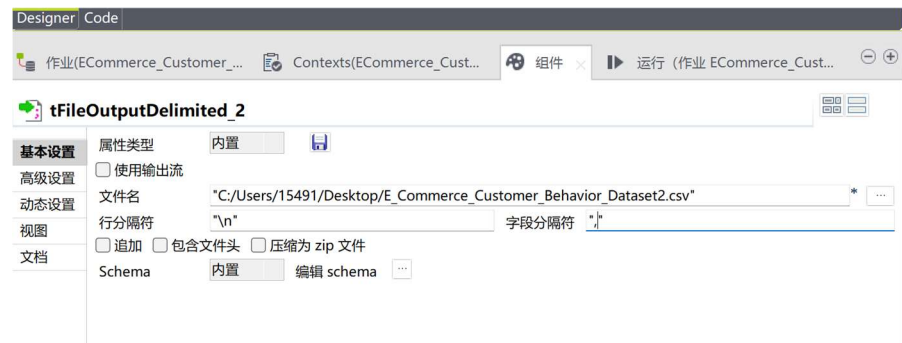 Designer Code
作业(ECommerce_Customer_... Contexts(ECommerce_Cust... 组件 运行（作业 ECommerce_Cust...
tFileOutputDelimited_2
基本设置
高级设置
动态设置
视图
文档
属性类型 内置
使用输出流
文件名 "C:/Users/15491/Desktop/E_Commerce_Customer_Behavior_Dataset2.csv" * ...
行分隔符 "\n" 字段分隔符 ","
追加 包含文件头 压缩为 zip 文件
Schema 内置 编辑 schema ...